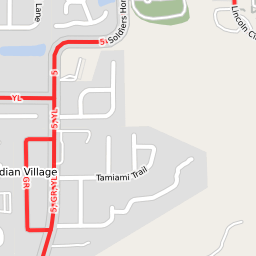 Lane
5
Soldiers Ho
Lincoln Ci
5
YL
5, YL
dian Village
GR
5, GR, YL
Tamiami Trail